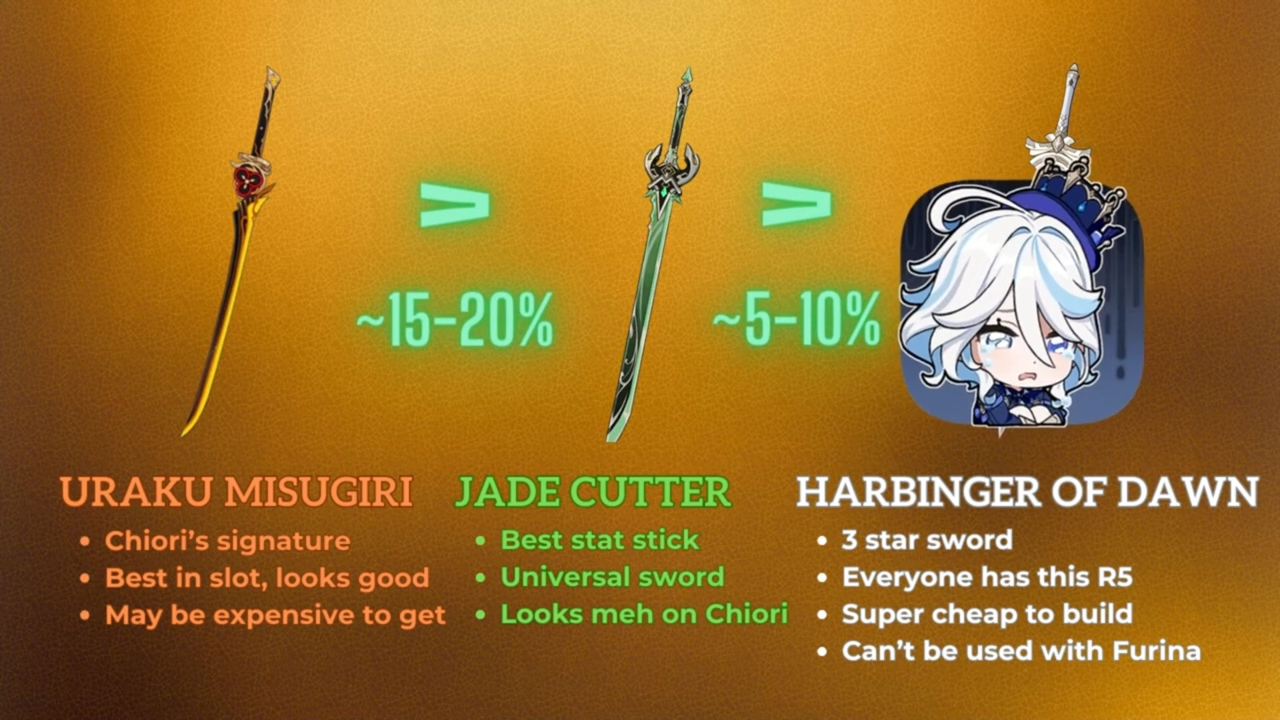 >
>
~15-20%
~5-10%
URAKU MISUGIRI
• Chiori's signature
• Best in slot, looks good
• May be expensive to get
JADE CUTTER
• Best stat stick
• Universal sword
• Looks meh on Chiori
HARBINGER OF DAWN
• 3 star sword
• Everyone has this R5
• Super cheap to build
• Can't be used with Furina